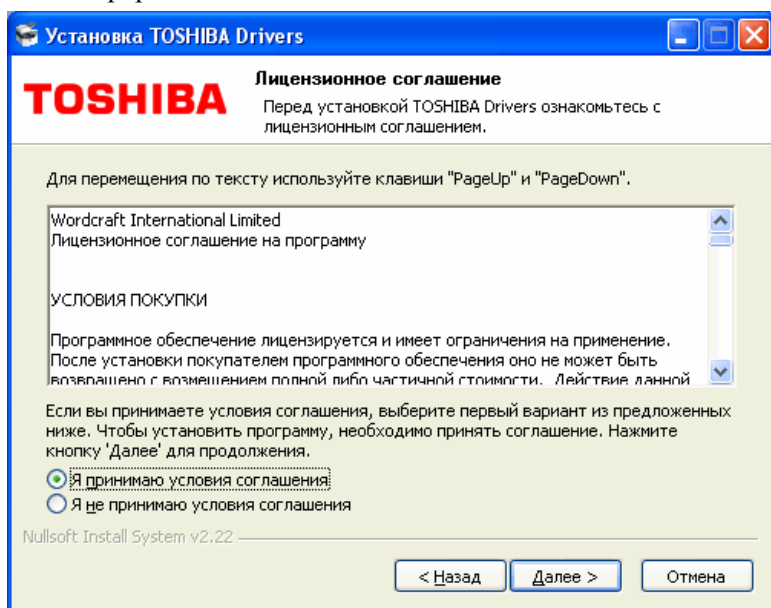 Установка TOSHIBA Drivers
TOSHIBA
Лицензионное соглашение
Перед установкой TOSHIBA Drivers ознакомьтесь с
лицензионным соглашением.
Для перемещения по тексту используйте клавиши "PageUp" и "PageDown".
Wordcraft International Limited
Лицензионное соглашение на программу
УСЛОВИЯ ПОКУПКИ
Программное обеспечение лицензируется и имеет ограничения на применение.
После установки покупателем программного обеспечения оно не может быть
возвращено с возмещением полной либо частичной стоимости. Действие данной
Если вы принимаете условия соглашения, выберите первый вариант из предложенных
ниже. Чтобы установить программу, необходимо принять соглашение. Нажмите
кнопку 'Далее' для продолжения.
Я принимаю условия соглашения
Я не принимаю условия соглашения
Nullsoft Install System v2.22
< Назад
Далее >
Отмена